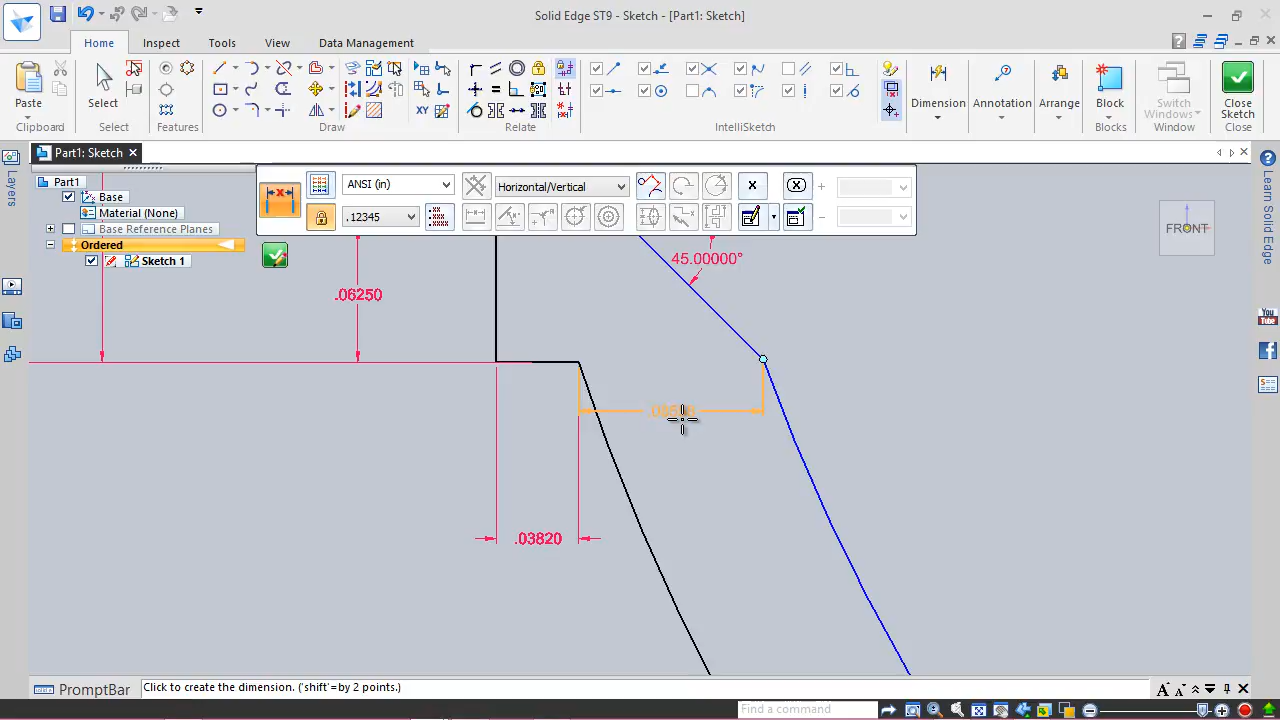 Solid Edge ST9 - Sketch - [Part1: Sketch]
Home
Inspect
Tools
View
Data Management
Paste
Select
Dimension
Annotation
Arrange
Block
Switch
Windows
Close
Sketch
Clipboard
Select
Features
Draw
Relate
IntelliSketch
Blocks
Window
Close
Part1: Sketch
Layers
Part1
Base
Material (None)
Base Reference Planes
Ordered
Sketch 1
ANSI (in)
Horizontal/Vertical
.12345
45.00000°
.06250
.03820
FRONT
Learn Solid Edge
You
Tube
PromptBar
Click to create the dimension. ('shift'=by 2 points.)
Find a command